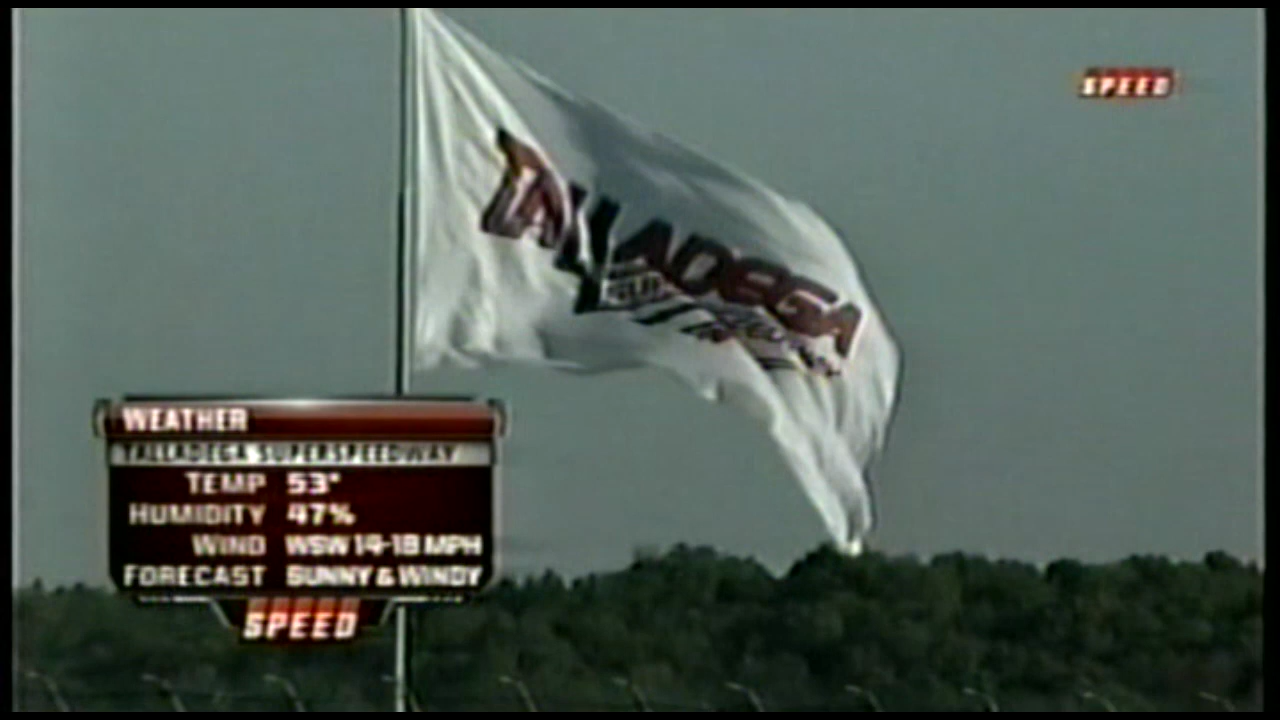 SPEED
TALLADEGA
WEATHER
TALLADEGA SUPERSPEEDWAY
TEMP 53°
HUMIDITY 47%
WIND WSW 14-18 MPH
FORECAST SUNNY & WINDY
SPEED